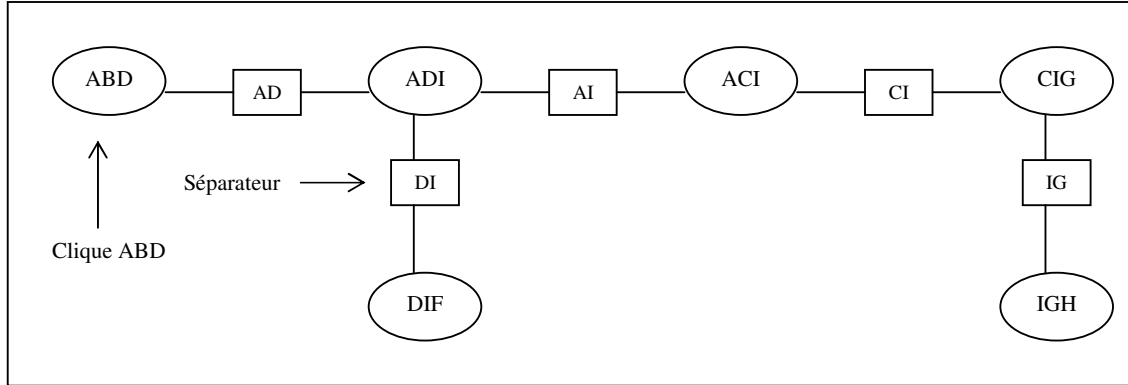 ABD
AD
ADI
AI
ACI
CI
CIG
Séparateur
DI
IG
Clique ABD
DIF
IGH